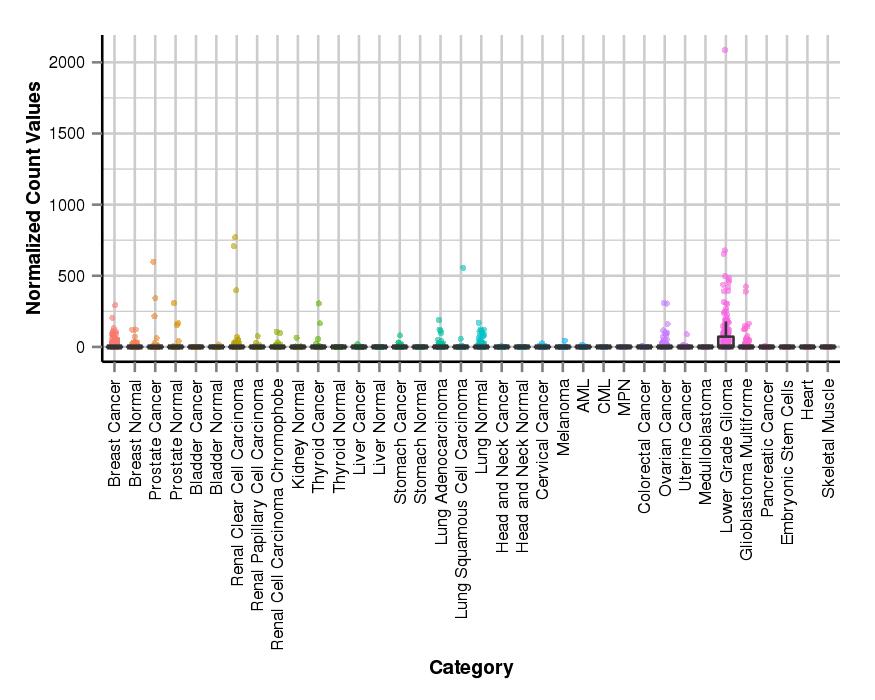 Normalized Count Values
2000
1500
1000
500
0
Breast Cancer
Breast Normal
Prostate Cancer
Prostate Normal
Bladder Cancer
Bladder Normal
Renal Clear Cell Carcinoma
Renal Papillary Cell Carcinoma
Renal Cell Carcinoma Chromophobe
Kidney Normal
Thyroid Cancer
Thyroid Normal
Liver Cancer
Liver Normal
Stomach Cancer
Stomach Normal
Lung Adenocarcinoma
Lung Squamous Cell Carcinoma
Lung Normal
Head and Neck Cancer
Head and Neck Normal
Cervical Cancer
Melanoma
AML
CML
MPN
Colorectal Cancer
Ovarian Cancer
Uterine Cancer
Medulloblastoma
Lower Grade Glioma
Glioblastoma Multiforme
Pancreatic Cancer
Embryonic Stem Cells
Heart
Skeletal Muscle
Category